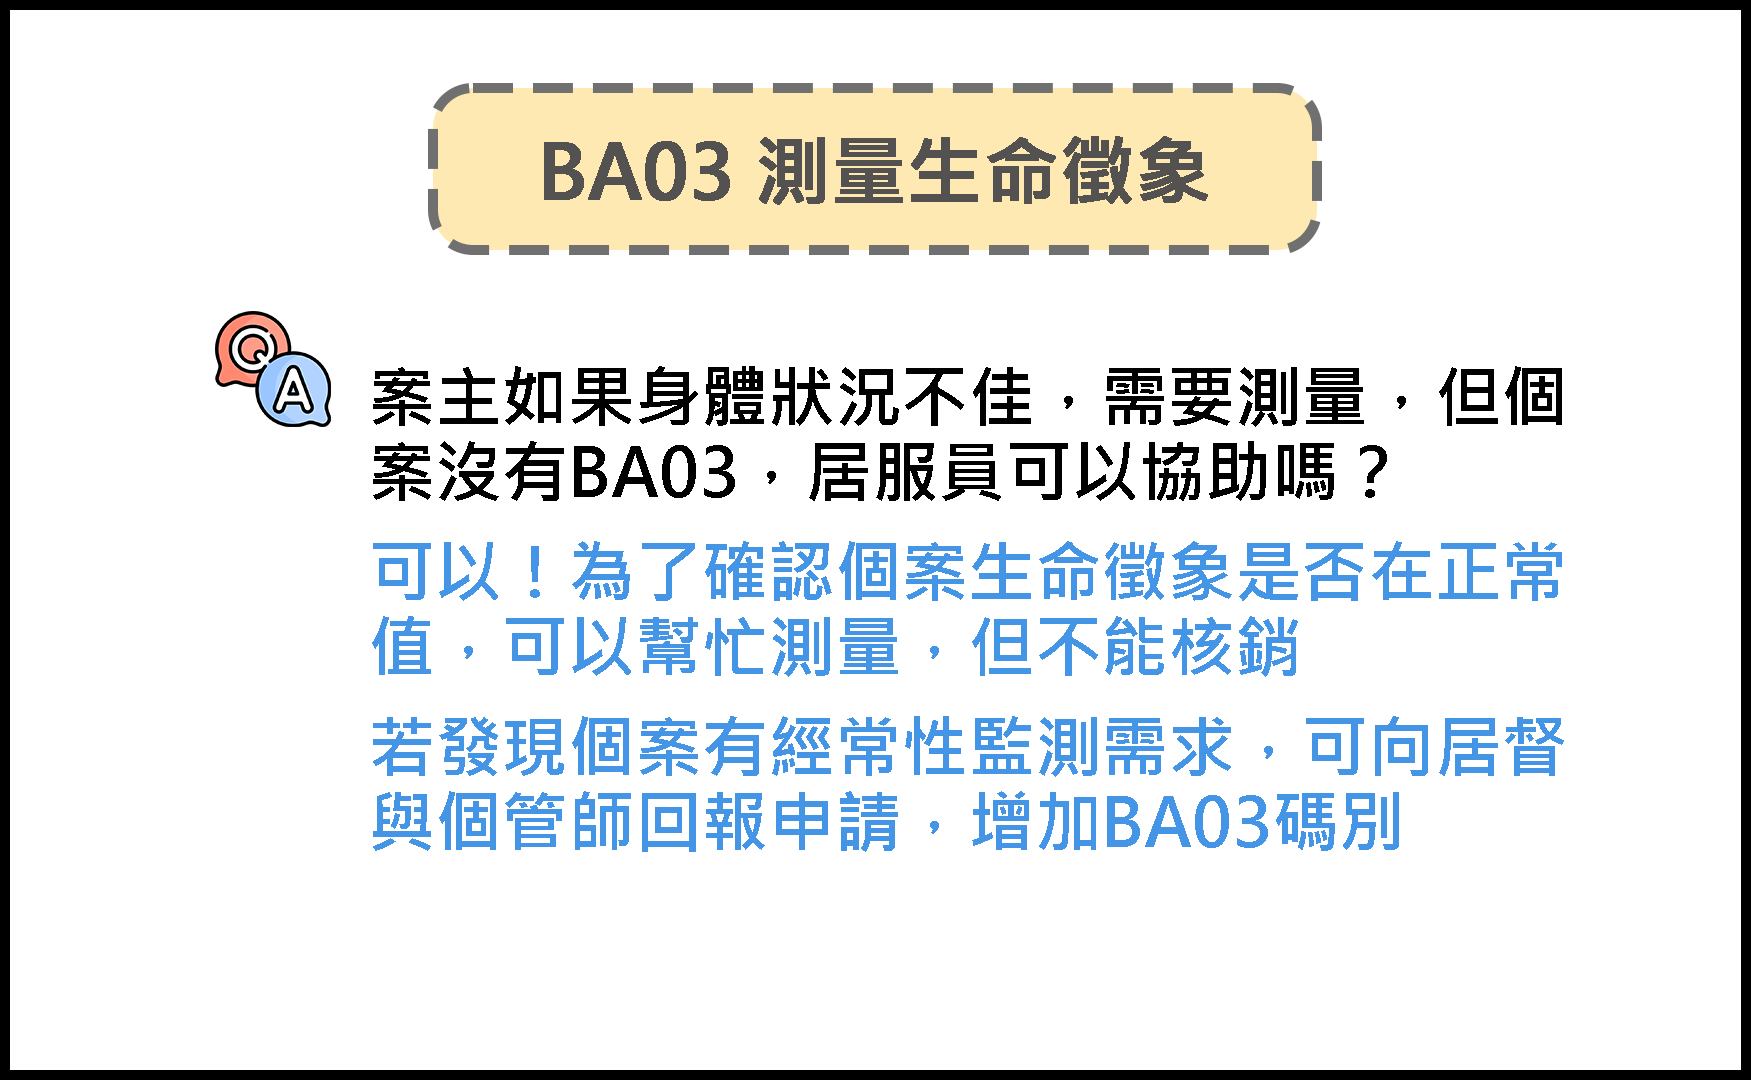 BA03 測量生命徵象
Q
A
案主如果身體狀況不佳，需要測量，但個
案沒有BA03，居服員可以協助嗎？
可以！為了確認個案生命徵象是否在正常
值，可以幫忙測量，但不能核銷
若發現個案有經常性監測需求，可向居督
與個管師回報申請，增加BA03碼別